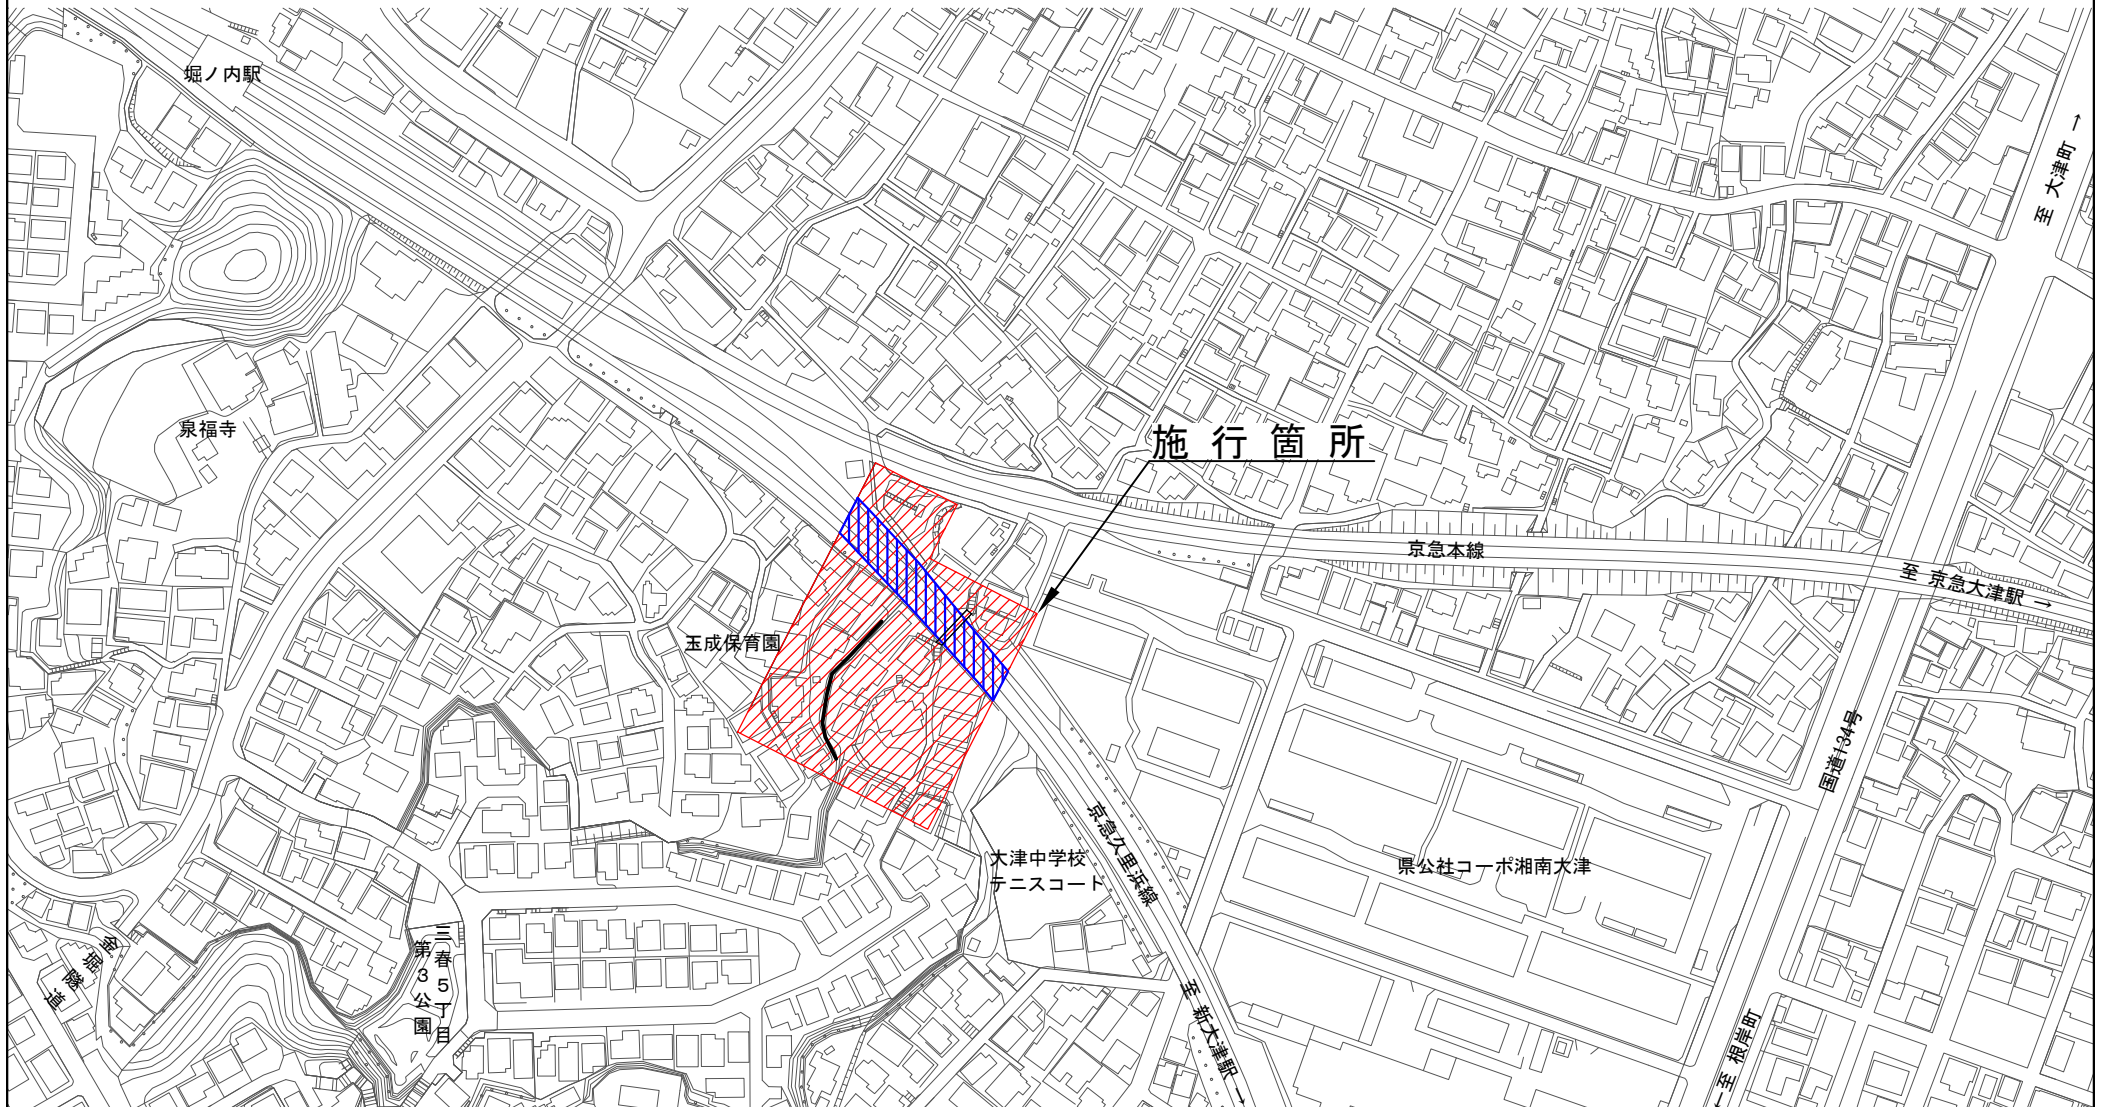 堀ノ内駅
至 大津町 →
泉福寺
施行箇所
京急本線
至 京急大津駅 →
玉成保育園
国道134号
京急久里浜線
大津中学校
テニスコート
県公社コーポ湘南大津
三春5丁目
第3公園
金堀隧道
至 新大津駅 →
← 至 根岸町